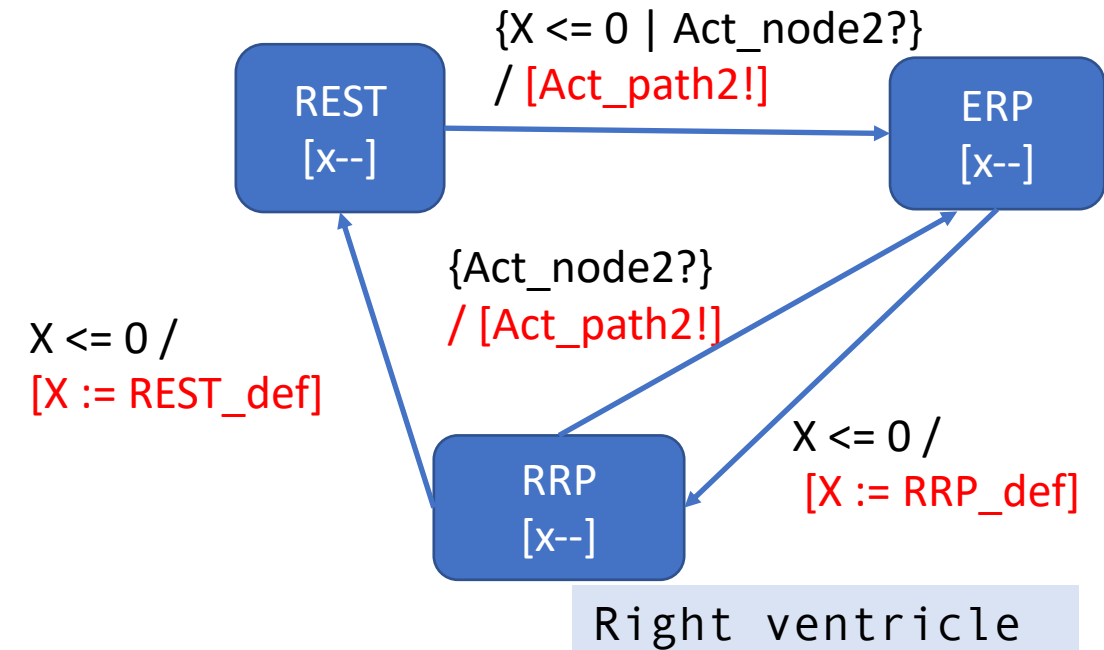 {X <= 0 | Act_node2?}
/ [Act_path2!]
REST
[x--]
ERP
[x--]
{Act_node2?}
/ [Act_path2!]
X <= 0 /
[X := REST_def]
X <= 0 /
[X := RRP_def]
RRP
[x--]
Right ventricle